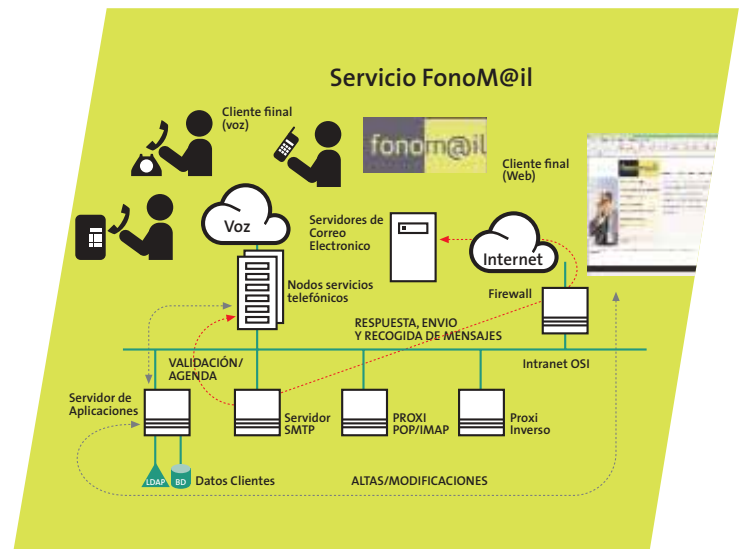 Servicio FonoM@il
Cliente fiinal
(voz)
fonom@il
Cliente final
(Web)
Voz
Servidores de
Correo
Electronico
Internet
Nodos servicios
telefónicos
Firewall
RESPUESTA, ENVIO
Y RECOGIDA DE MENSAJES
Intranet OSI
VALIDACIÓN/
AGENDA
Servidor de
Aplicaciones
Servidor
SMTP
PROXI
POP/IMAP
Proxi
Inverso
LDAP
BD
Datos Clientes
ALTAS/MODIFICACIONES